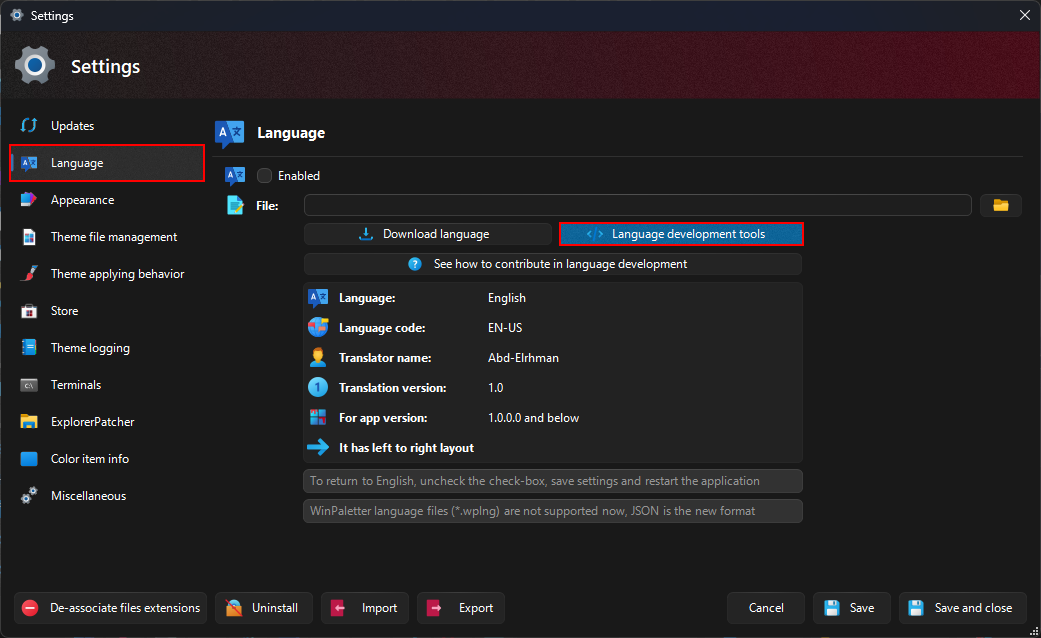 Settings
Settings
Updates
Language
Appearance
Theme file management
Theme applying behavior
Store
Theme logging
Terminals
ExplorerPatcher
Color item info
Miscellaneous
Language
Enabled
File:
Download language
Language development tools
See how to contribute in language development
Language: English
Language code: EN-US
Translator name: Abd-Elrhman
Translation version: 1.0
For app version: 1.0.0.0 and below
It has left to right layout
To return to English, uncheck the check-box, save settings and restart the application
WinPaletter language files (*.wplng) are not supported now, JSON is the new format
De-associate files extensions
Uninstall
Import
Export
Cancel
Save
Save and close